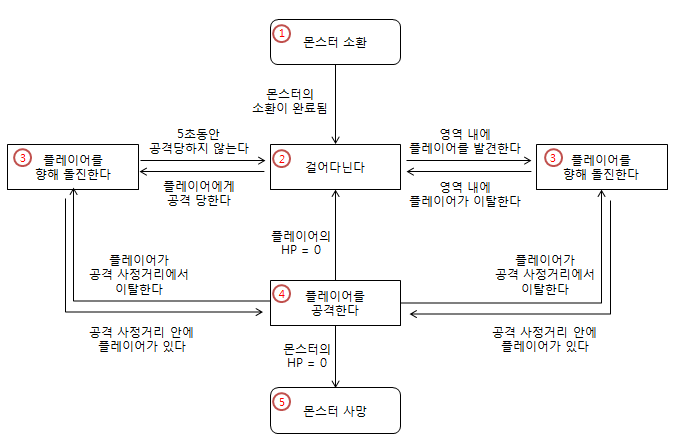 1
몬스터 소환
몬스터의
소환이 완료됨
5초동안
공격당하지 않는다
영역 내에
플레이어를 발견한다
3
플레이어를
향해 돌진한다
2
걸어다닌다
3
플레이어를
향해 돌진한다
플레이어에게
공격 당한다
영역 내에
플레이어가 이탈한다
플레이어의
HP = 0
플레이어가
공격 사정거리에서
이탈한다
플레이어가
공격 사정거리에서
이탈한다
4
플레이어를
공격한다
공격 사정거리 안에
플레이어가 있다
공격 사정거리 안에
플레이어가 있다
몬스터의
HP = 0
5
몬스터 사망